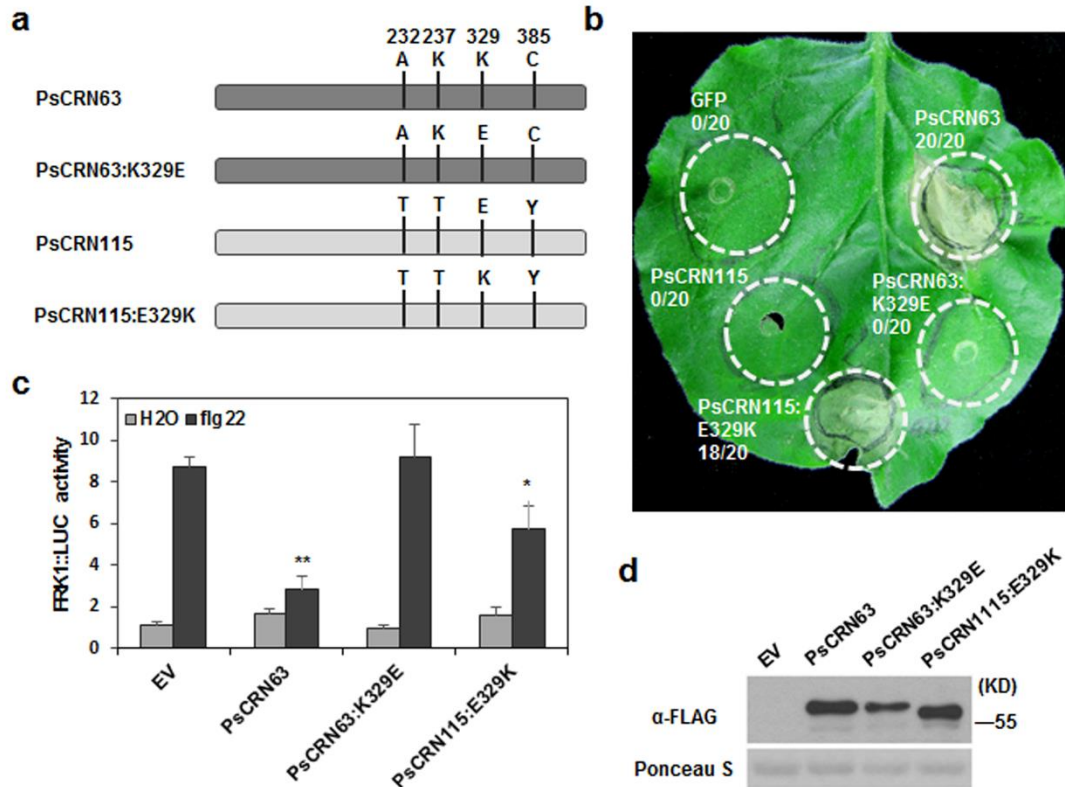 a
232 237 329 385
A K K C
PsCRN63
A K E C
PsCRN63:K329E
T T E Y
PsCRN115
T T K Y
PsCRN115:E329K
b
GFP
0/20
PsCRN63
20/20
PsCRN115
0/20
PsCRN63:
K329E
0/20
PsCRN115:
E329K
18/20
c
FRK1::LUC activity
12
10
8
6
4
2
0
H2O flg22
**
*
EV
PsCRN63
PsCRN63:K329E
PsCRN115:E329K
d
EV
PsCRN63
PsCRN63:K329E
PsCRN1115:E329K
(KD)
α-FLAG
—55
Ponceau S